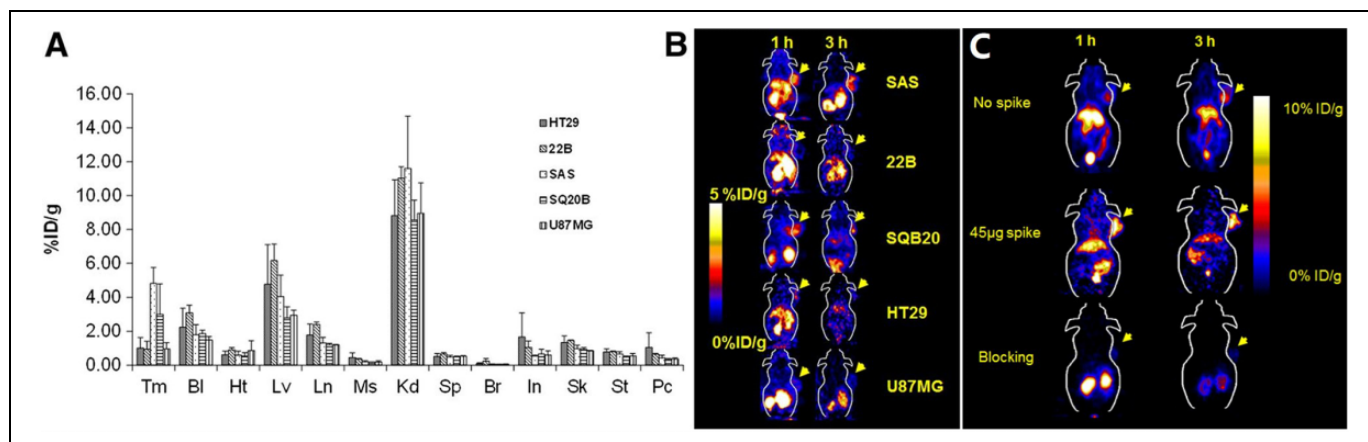 A
%ID/g
16.00
14.00
12.00
10.00
8.00
6.00
4.00
2.00
0.00
HT29
22B
SAS
SQ20B
U87MG
Tm Bl Ht Lv Ln Ms Kd Sp Br In Sk St Pc
B
1 h 3 h
SAS
22B
5 %ID/g
SQB20
HT29
0%ID/g
U87MG
C
1 h 3 h
No spike
10% ID/g
45µg spike
0% ID/g
Blocking